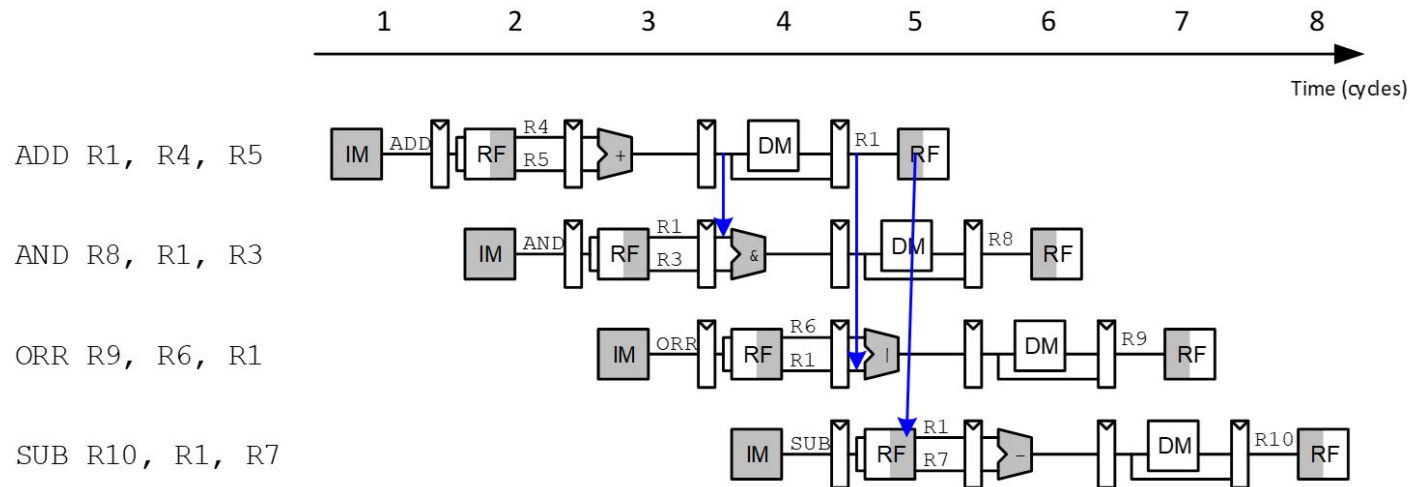 1 2 3 4 5 6 7 8
Time (cycles)
ADD R1, R4, R5
IM ADD RF R4 R5 + DM R1 RF
AND R8, R1, R3
IM AND RF R1 R3 & DM R8 RF
ORR R9, R6, R1
IM ORR RF R6 R1 | DM R9 RF
SUB R10, R1, R7
IM SUB RF R1 R7 - DM R10 RF